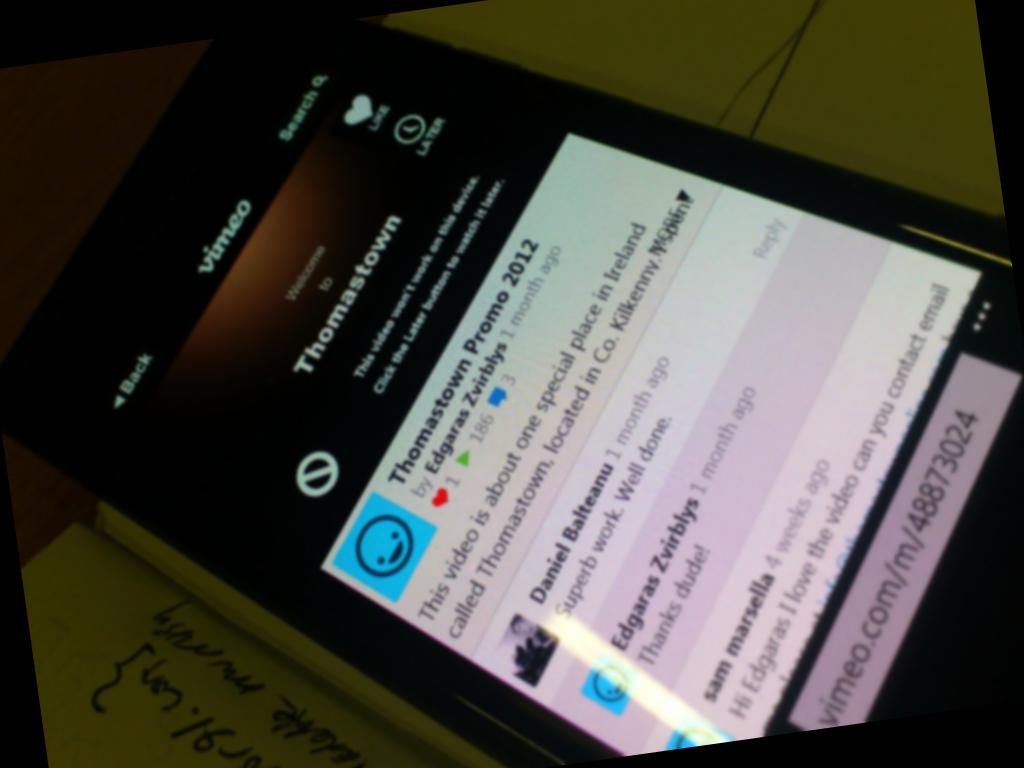 ◀ Back
vimeo
Search
LIKE
LATER
Welcome
to
Thomastown
This video won't work on this device.
Click the Later button to watch it later.
Thomastown Promo 2012
by Edgaras Zvirblys 1 month ago
1 186 3
This video is about one special place in Ireland
called Thomastown, located in Co. Kilkenny.
Daniel Balteanu 1 month ago
Superb work. Well done.
Reply
Edgaras Zvirblys 1 month ago
Thanks dude!
sam marsella 4 weeks ago
Hi Edgaras I love the video can you contact email
vimeo.com/m/48873024